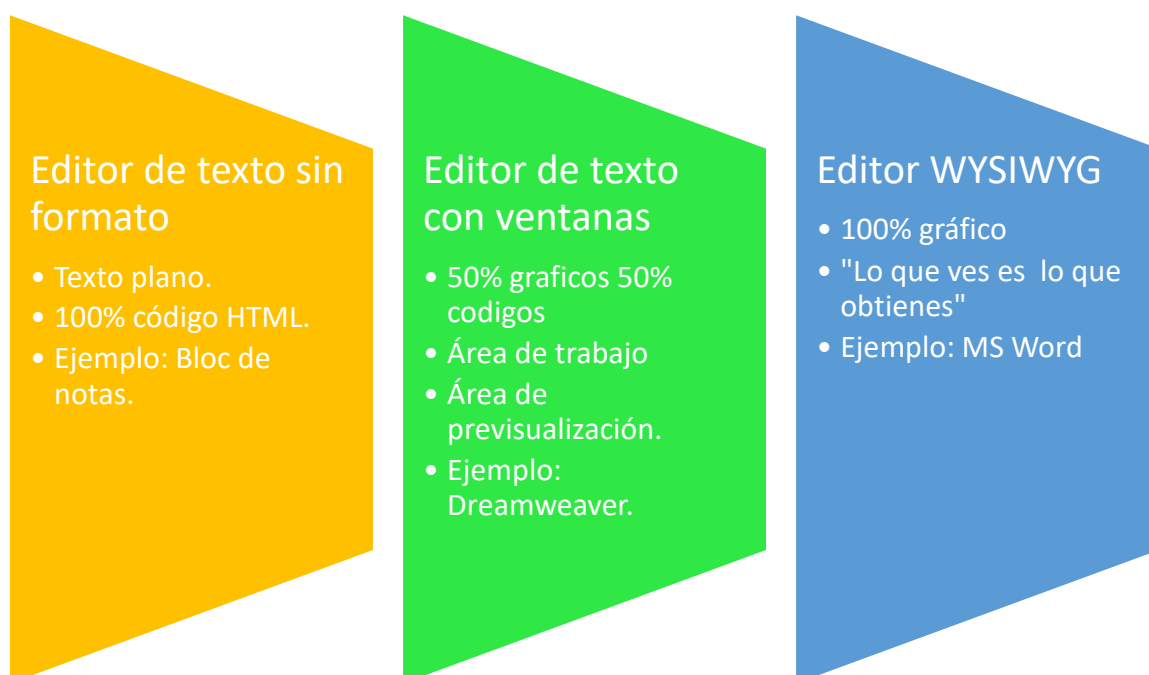 Editor de texto sin
formato
• Texto plano.
• 100% código HTML.
• Ejemplo: Bloc de
notas.
Editor de texto
con ventanas
• 50% graficos 50%
codigos
• Área de trabajo
• Área de
previsualización.
• Ejemplo:
Dreamweaver.
Editor WYSIWYG
• 100% gráfico
• "Lo que ves es  lo que
obtienes"
• Ejemplo: MS Word